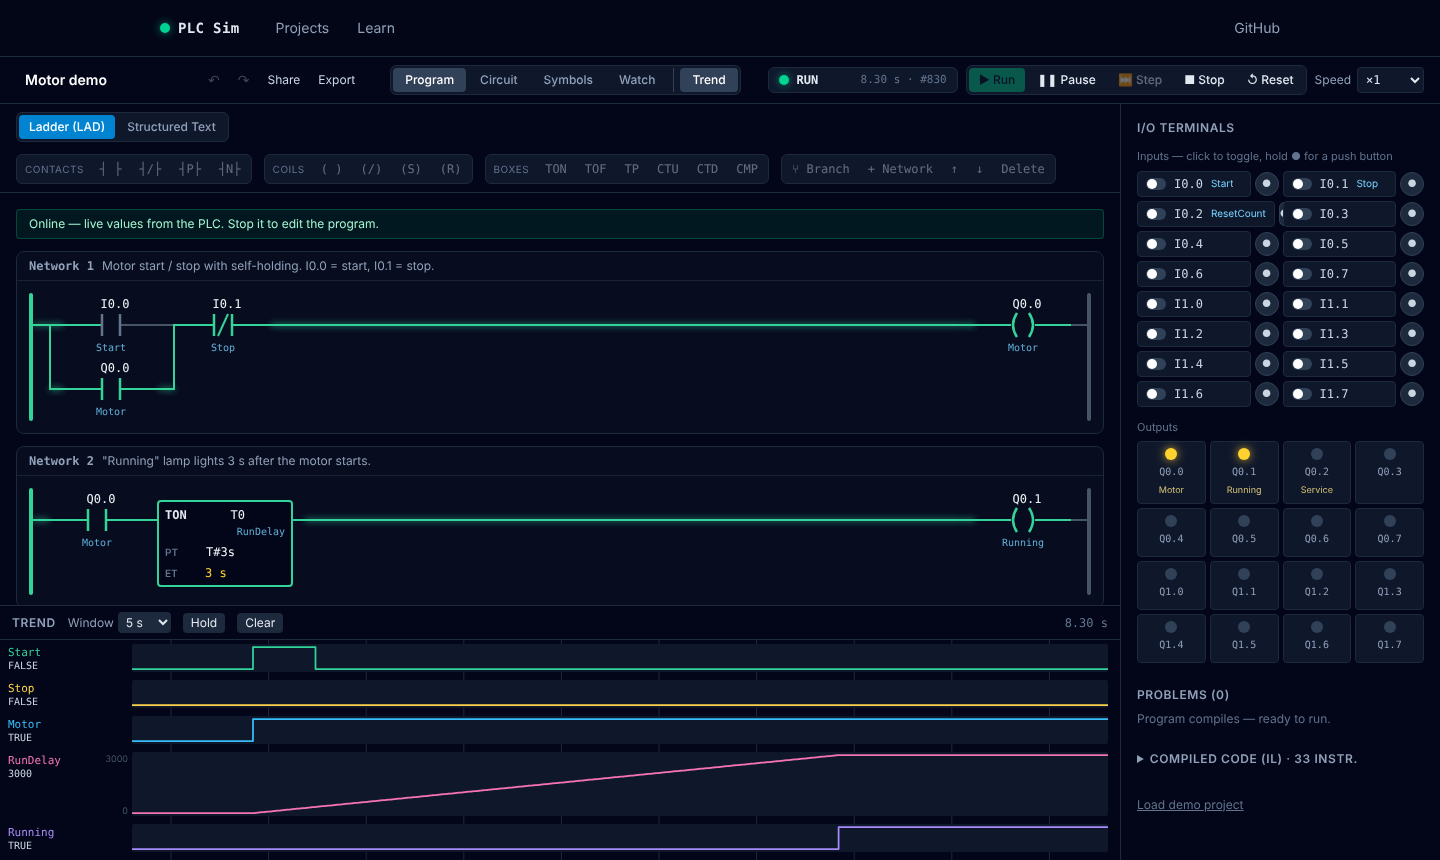 PLC Sim Projects Learn GitHub
Motor demo ↶ ↷ Share Export Program Circuit Symbols Watch Trend RUN 8.30 s · #830 ▶ Run ❚❚ Pause ⏩ Step ■ Stop ↺ Reset Speed ×1
Ladder (LAD) Structured Text
CONTACTS ┤ ├ ┤/├ ┤P├ ┤N├ COILS ( ) (/) (S) (R) BOXES TON TOF TP CTU CTD CMP ⑂ Branch + Network ↑ ↓ Delete
Online — live values from the PLC. Stop it to edit the program.
Network 1 Motor start / stop with self-holding. I0.0 = start, I0.1 = stop.
I0.0 I0.1 Q0.0
Start Stop Motor
Q0.0
Motor
Network 2 "Running" lamp lights 3 s after the motor starts.
Q0.0 TON T0 Q0.1
RunDelay
Motor Running
PT T#3s
ET 3 s
TREND Window 5 s Hold Clear 8.30 s
Start
FALSE
Stop
FALSE
Motor
TRUE
RunDelay 3000
3000
0
Running
TRUE
I/O TERMINALS
Inputs — click to toggle, hold ● for a push button
I0.0 Start I0.1 Stop
I0.2 ResetCount I0.3
I0.4 I0.5
I0.6 I0.7
I1.0 I1.1
I1.2 I1.3
I1.4 I1.5
I1.6 I1.7
Outputs
Q0.0 Q0.1 Q0.2 Q0.3
Motor Running Service
Q0.4 Q0.5 Q0.6 Q0.7
Q1.0 Q1.1 Q1.2 Q1.3
Q1.4 Q1.5 Q1.6 Q1.7
PROBLEMS (0)
Program compiles — ready to run.
▶ COMPILED CODE (IL) · 33 INSTR.
Load demo project